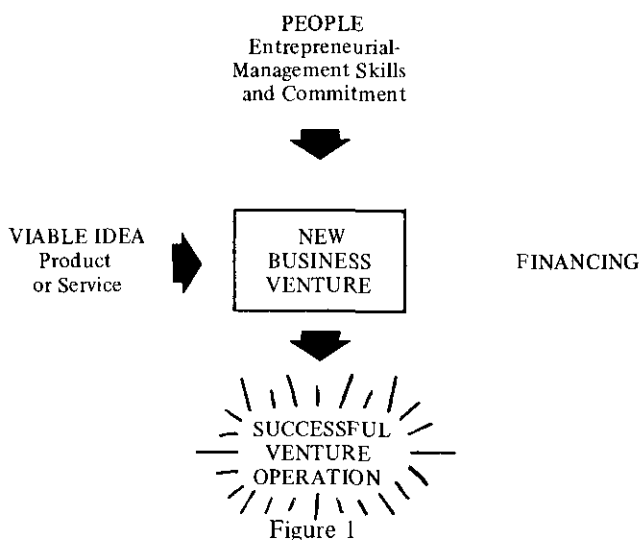 PEOPLE
Entrepreneurial-
Management Skills
and Commitment
VIABLE IDEA
Product
or Service
NEW
BUSINESS
VENTURE
FINANCING
SUCCESSFUL
VENTURE
OPERATION
Figure 1